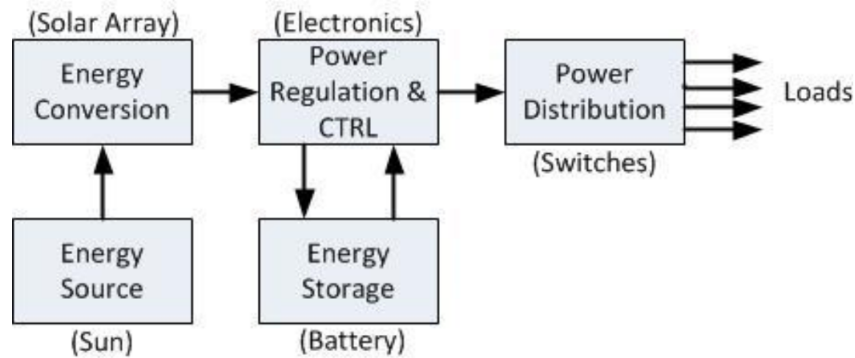 (Solar Array)
Energy
Conversion
(Electronics)
Power
Regulation &
CTRL
Power
Distribution
(Switches)
Loads
Energy
Source
(Sun)
Energy
Storage
(Battery)